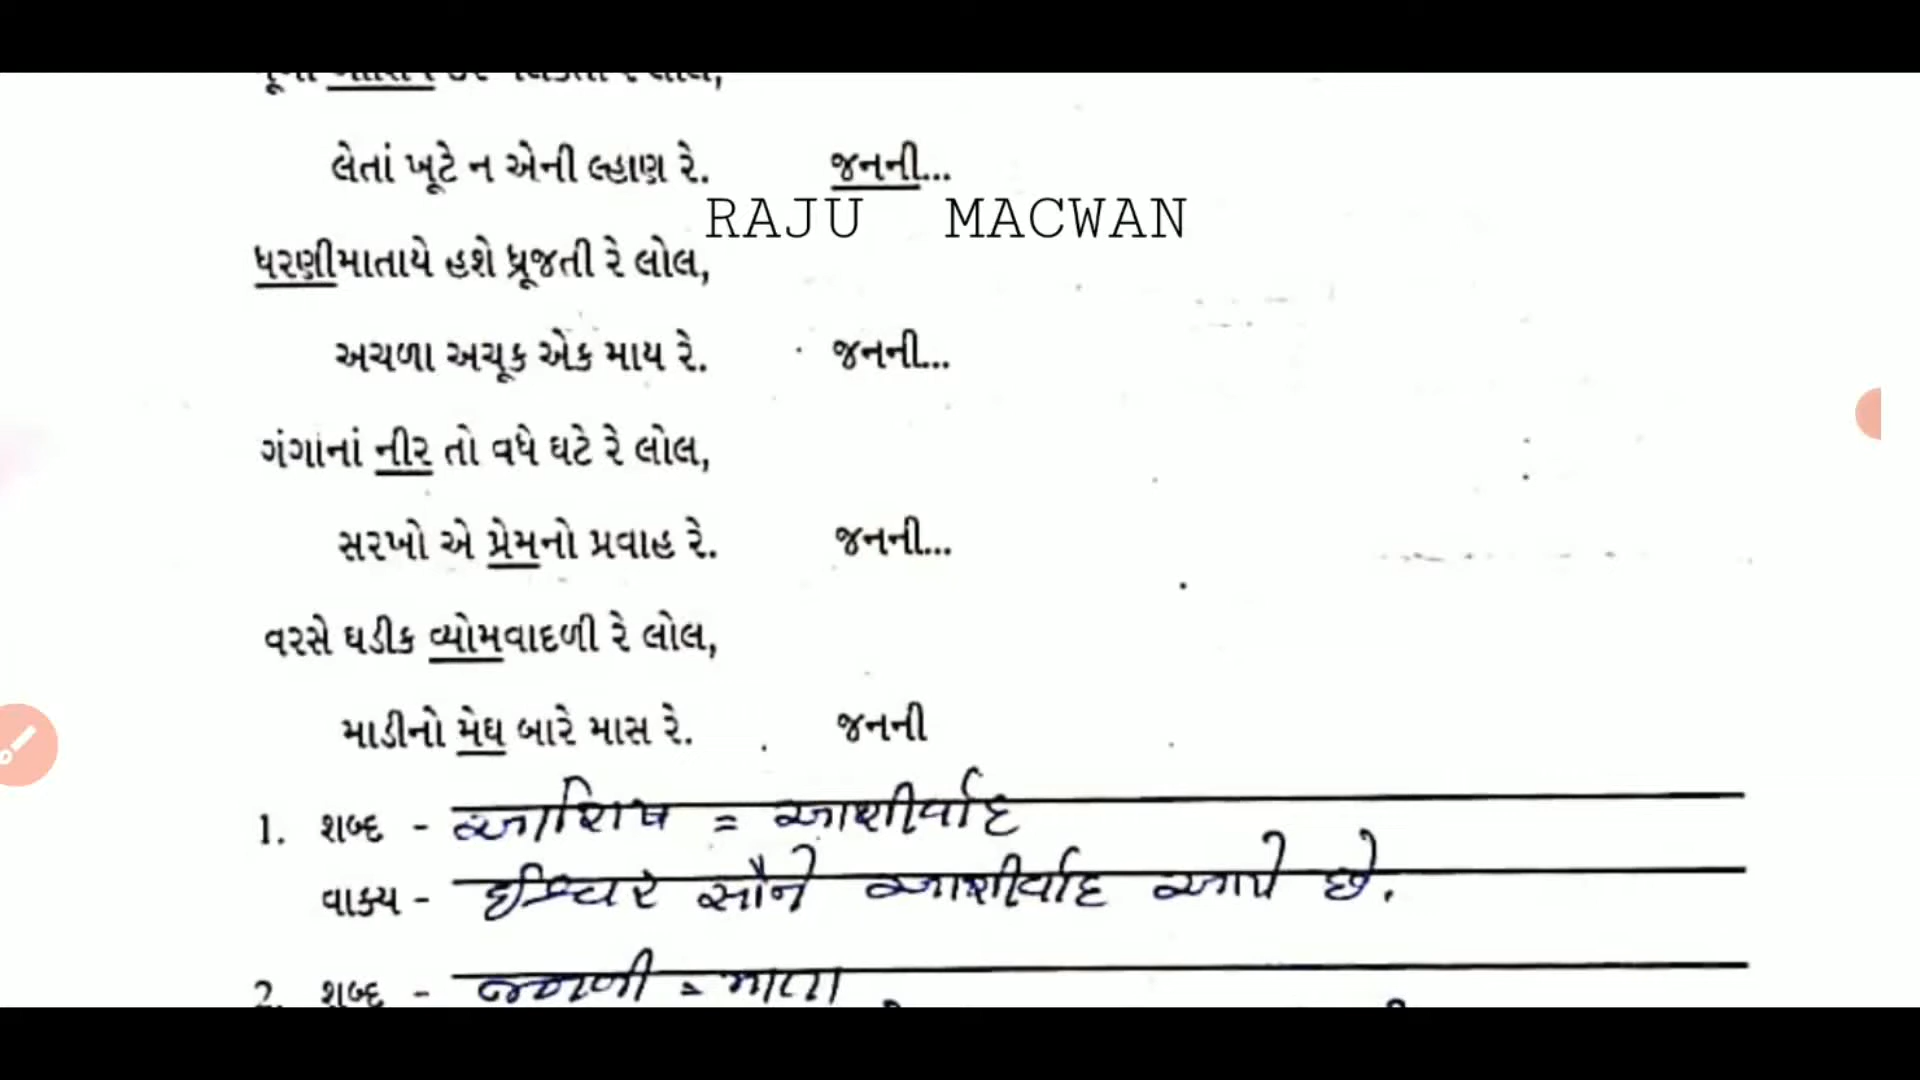 લેતાં ખૂટે ન એની લ્હાણ રે. જનની...
RAJU MACWAN
ધરણીમાતાયે હશે ધ્રૂજતી રે લોલ,
અચળા અચૂક એક માય રે. જનની...
ગંગાનાં નીર તો વધે ઘટે રે લોલ,
સરખો એ પ્રેમનો પ્રવાહ રે. જનની...
વરસે ઘડીક વ્યોમવાદળી રે લોલ,
માડીનો મેઘ બારે માસ રે. જનની
1. શબ્દ - આશિષ = આશીર્વાદ
વાક્ય - ઈશ્વર સૌને આશીર્વાદ આપે છે.
2. શબ્દ - = માતા